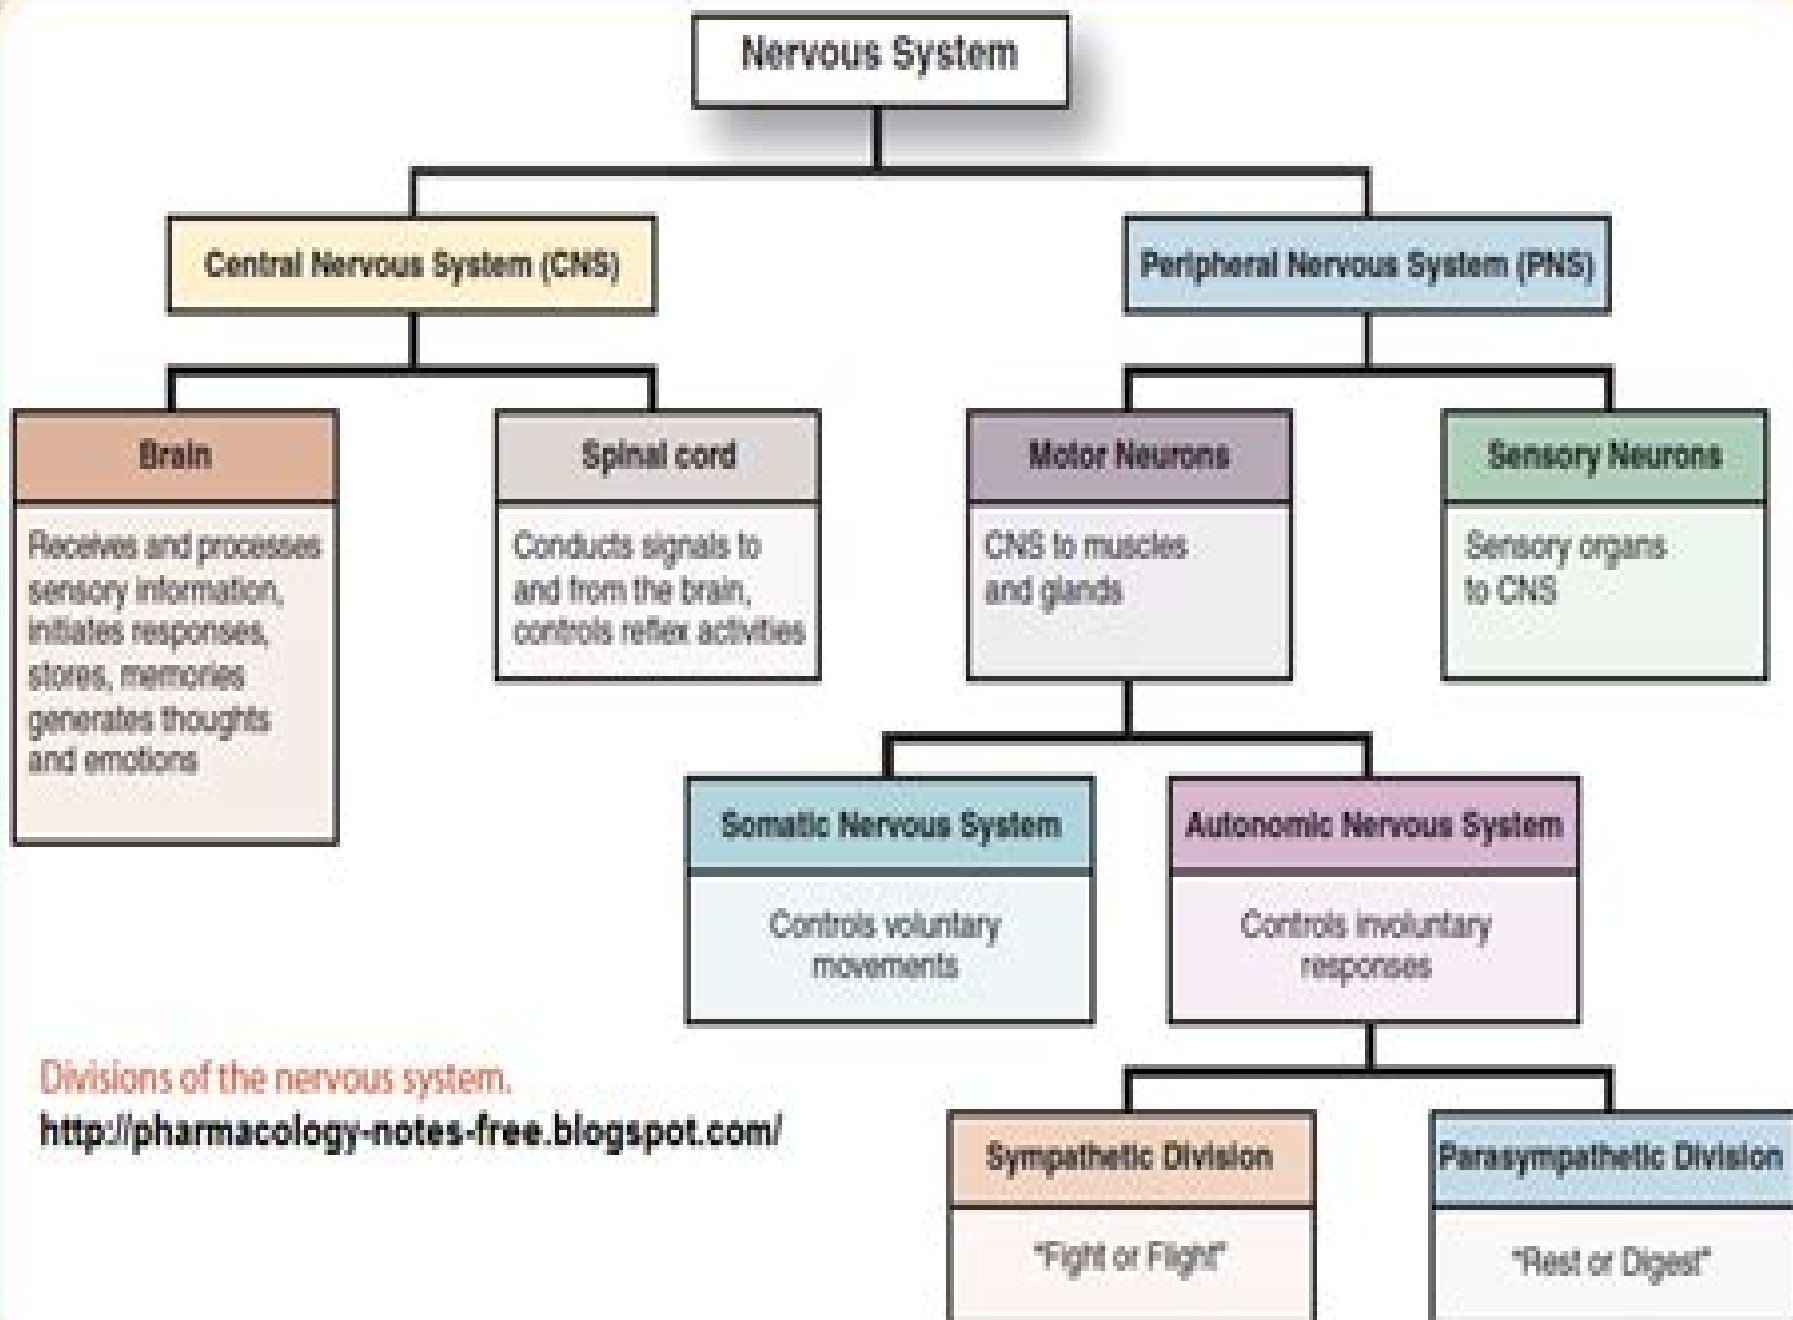 Nervous System
Central Nervous System (CNS)
Peripheral Nervous System (PNS)
Brain
Receives and processes
sensory information,
initiates responses,
stores, memories
generates thoughts
and emotions
Spinal cord
Conducts signals to
and from the brain,
controls reflex activities
Motor Neurons
CNS to muscles
and glands
Sensory Neurons
Sensory organs
to CNS
Somatic Nervous System
Controls voluntary
movements
Autonomic Nervous System
Controls involuntary
responses
Sympathetic Division
"Fight or Flight"
Parasympathetic Division
"Rest or Digest"
Divisions of the nervous system.
http://pharmacology-notes-free.blogspot.com/